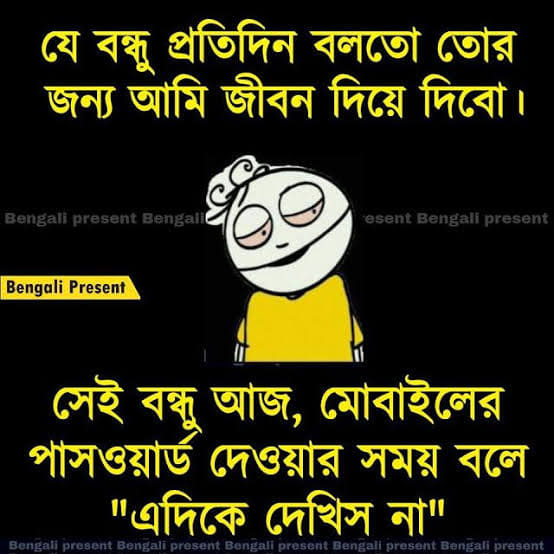 যে বন্ধু প্রতিদিন বলতো তোর
জন্য আমি জীবন দিয়ে দিবো।
Bengali present Bengali present Bengali present
Bengali Present
সেই বন্ধু আজ, মোবাইলের
পাসওয়ার্ড দেওয়ার সময় বলে
"এদিকে দেখিস না"
Bengali present Bengali present Bengali present Bengali present Bengali present